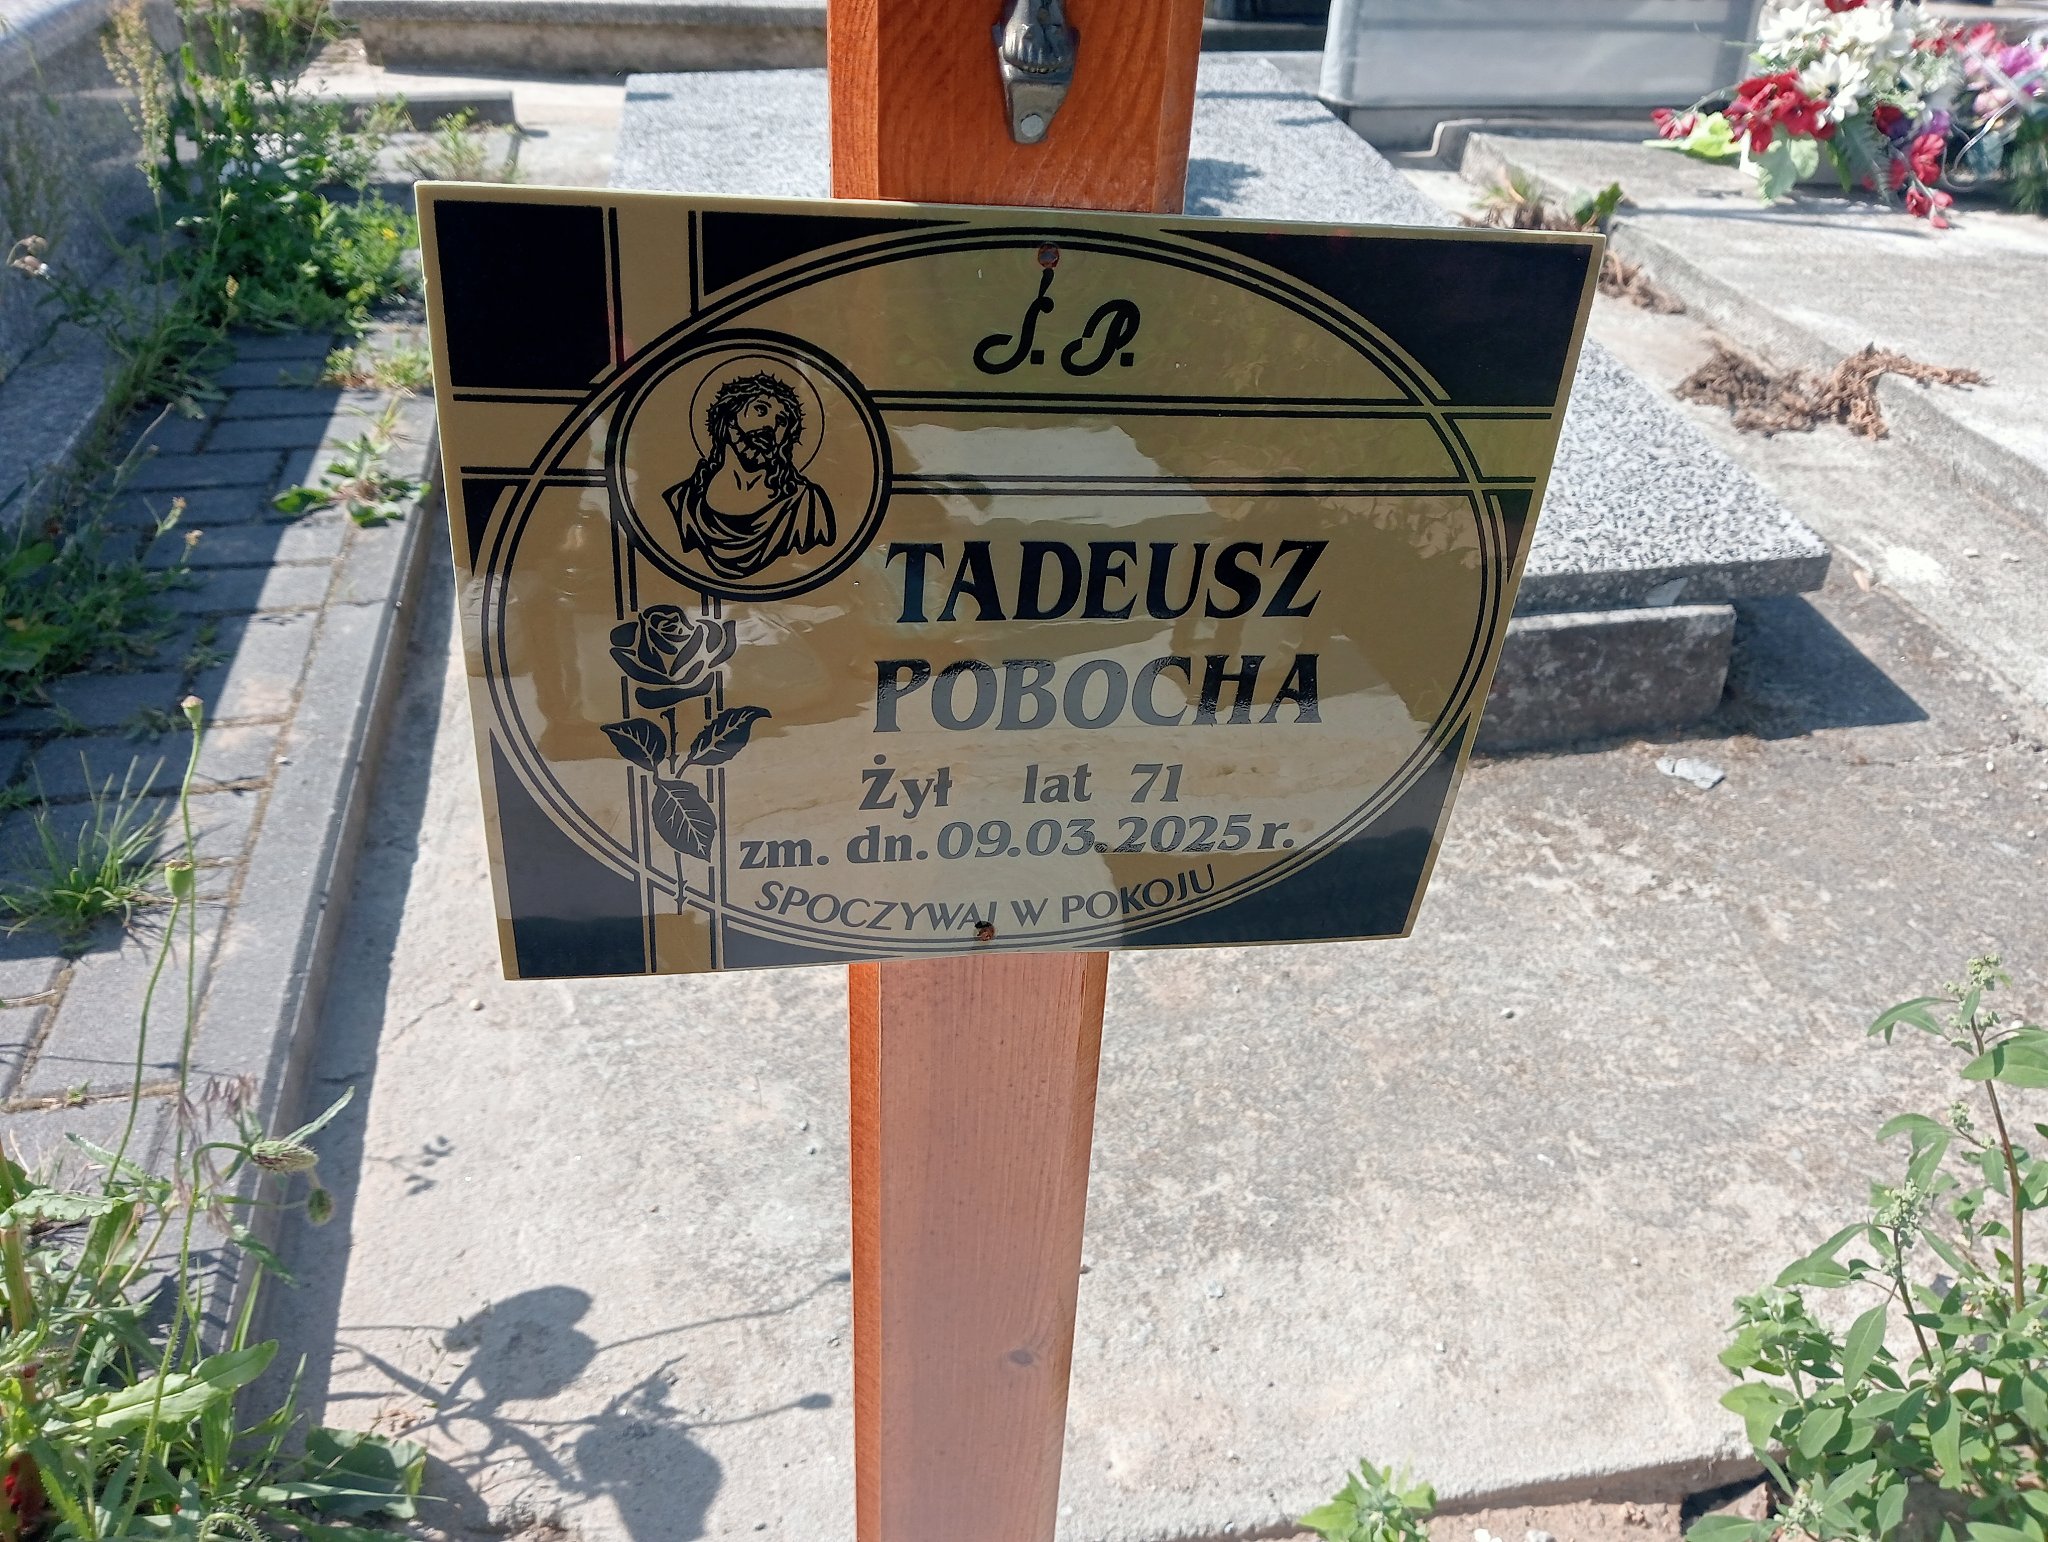 Ś. P.
TADEUSZ
POBOCHA
Żył lat 71
zm. dn. 09.03.2025 r.
SPOCZYWAJ W POKOJU